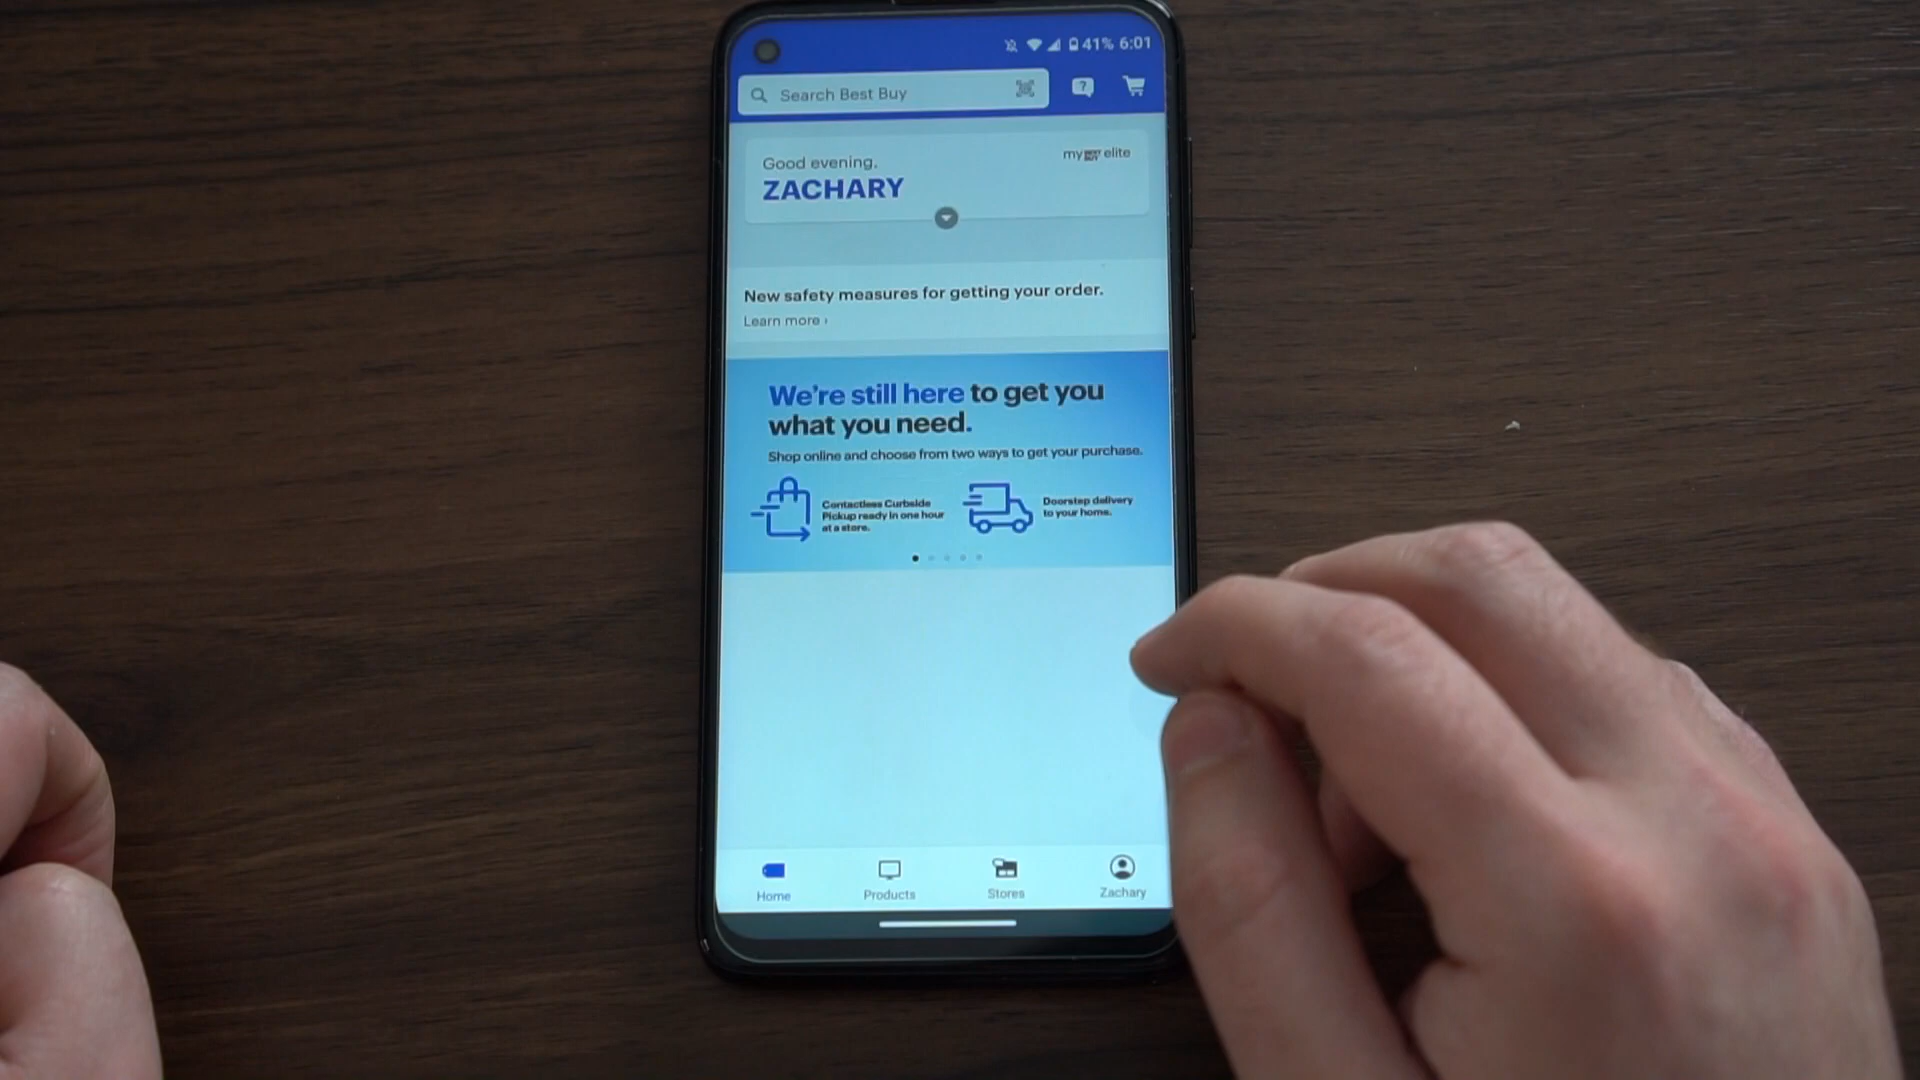 41% 6:01
Search Best Buy
?
Good evening.
my BEST BUY elite
ZACHARY
New safety measures for getting your order.
Learn more ›
We're still here to get you
what you need.
Shop online and choose from two ways to get your purchase.
Contactless Curbside
Pickup ready in one hour
at a store.
Doorstep delivery
to your home.
Home
Products
Stores
Zachary